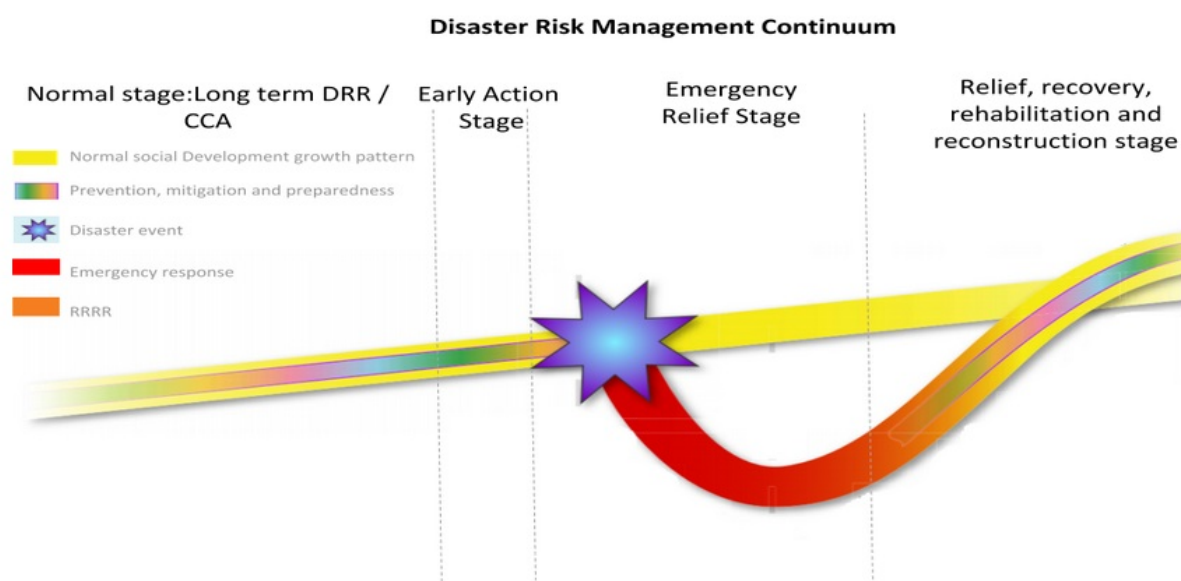 Disaster Risk Management Continuum
Normal stage:Long term DRR /
CCA
Early Action
Stage
Emergency
Relief Stage
Relief, recovery,
rehabilitation and
reconstruction stage
Normal social Development growth pattern
Prevention, mitigation and preparedness
Disaster event
Emergency response
RRRR